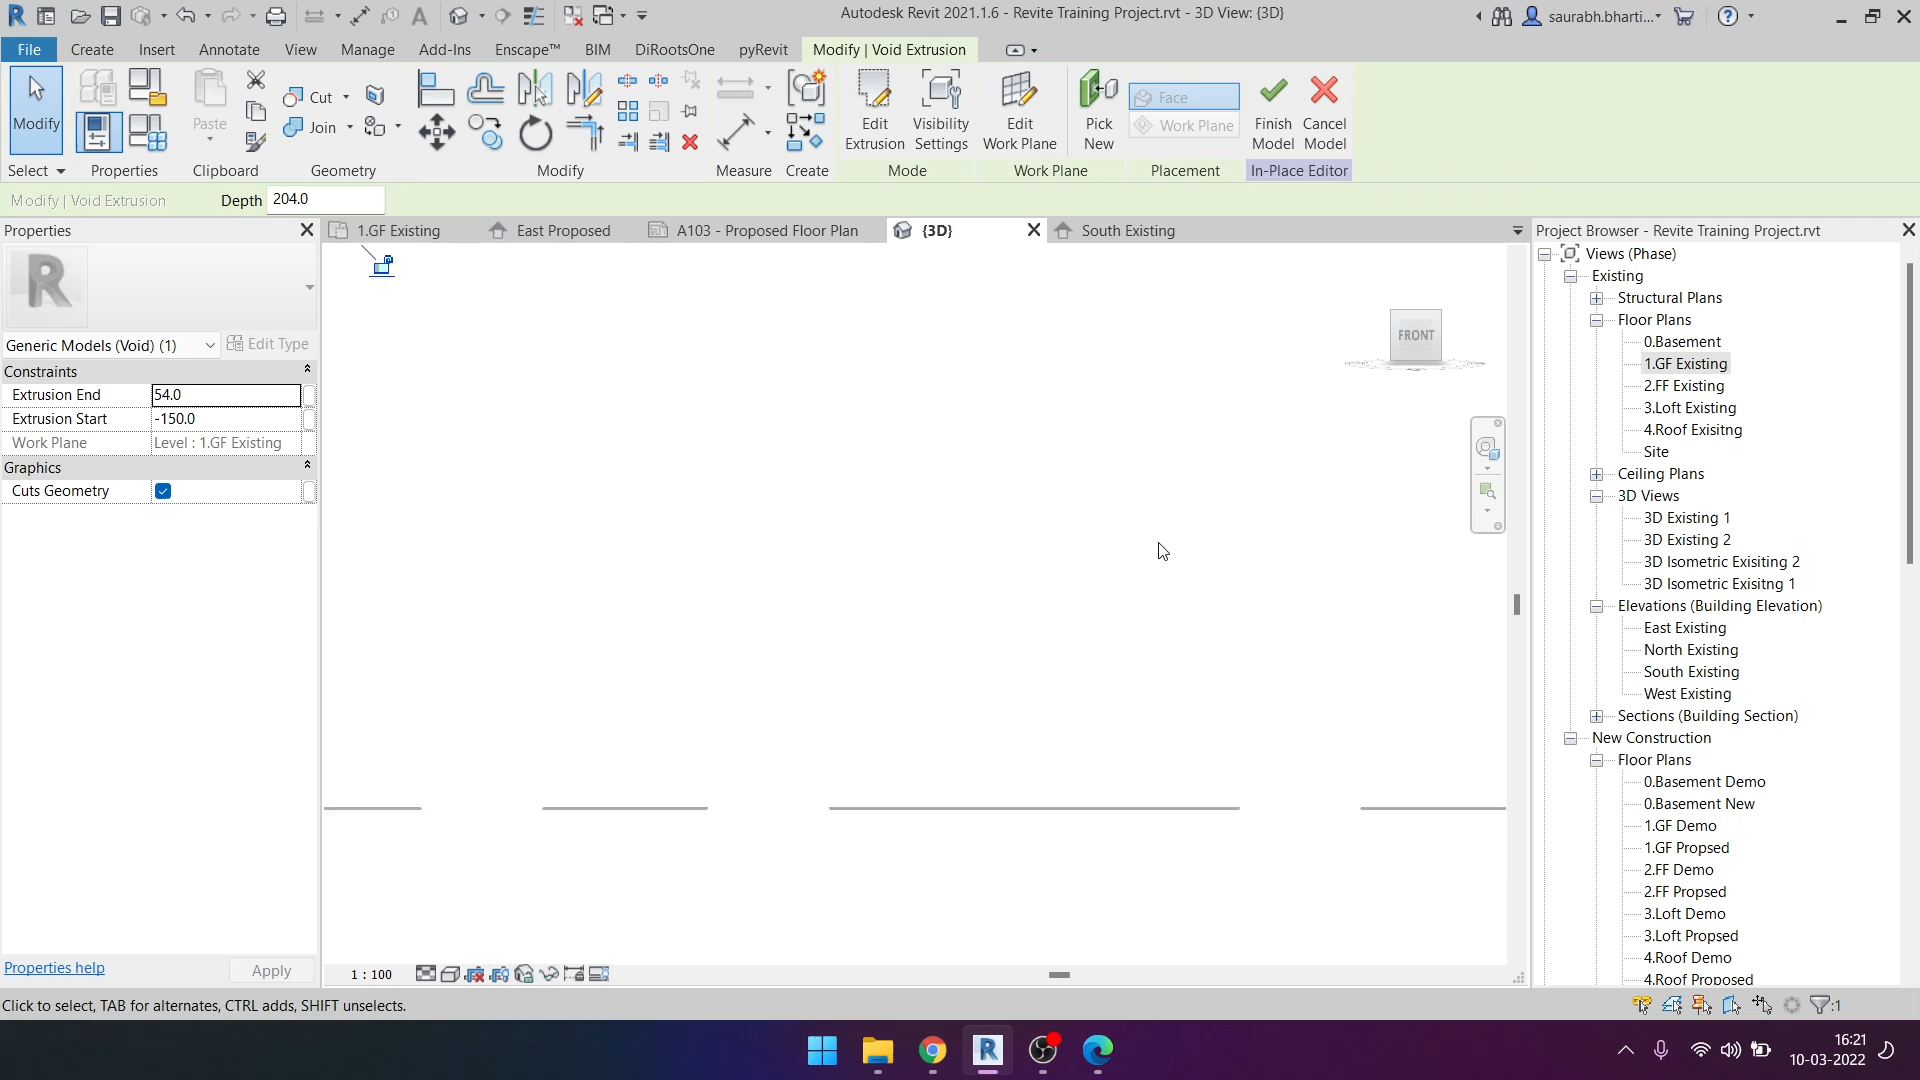 Autodesk Revit 2021.1.6 - Revite Training Project.rvt - 3D View: {3D}
saurabh.bharti...
File Create Insert Annotate View Manage Add-Ins Enscape™ BIM DiRootsOne pyRevit Modify | Void Extrusion
Modify
Paste
Cut
Join
Edit Extrusion
Visibility Settings
Edit Work Plane
Pick New
Face
Work Plane
Finish Model
Cancel Model
Select Properties Clipboard Geometry Modify Measure Create Mode Work Plane Placement In-Place Editor
Modify | Void Extrusion Depth 204.0
Properties
1.GF Existing East Proposed A103 - Proposed Floor Plan {3D} South Existing
Project Browser - Revite Training Project.rvt
R
Generic Models (Void) (1) Edit Type
Constraints
Extrusion End 54.0
Extrusion Start -150.0
Work Plane Level : 1.GF Existing
Graphics
Cuts Geometry
Properties help Apply
FRONT
1 : 100
Views (Phase)
Existing
Structural Plans
Floor Plans
0.Basement
1.GF Existing
2.FF Existing
3.Loft Existing
4.Roof Exisitng
Site
Ceiling Plans
3D Views
3D Existing 1
3D Existing 2
3D Isometric Exisiting 2
3D Isometric Exisitng 1
Elevations (Building Elevation)
East Existing
North Existing
South Existing
West Existing
Sections (Building Section)
New Construction
Floor Plans
0.Basement Demo
0.Basement New
1.GF Demo
1.GF Propsed
2.FF Demo
2.FF Propsed
3.Loft Demo
3.Loft Propsed
4.Roof Demo
4.Roof Proposed
Click to select, TAB for alternates, CTRL adds, SHIFT unselects.
:1
16:21
10-03-2022